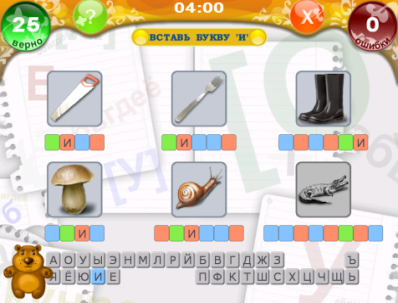 04:00
25
верно
?
X
0
ошибки
ВСТАВЬ БУКВУ 'И'
И
И
И
И
И
[У]
А О У Ы Э Н М Л Р Й Б В Г Д Ж З Ъ
Я Ё Ю И Е П Ф К Т Ш С Х Ц Ч Щ Ь